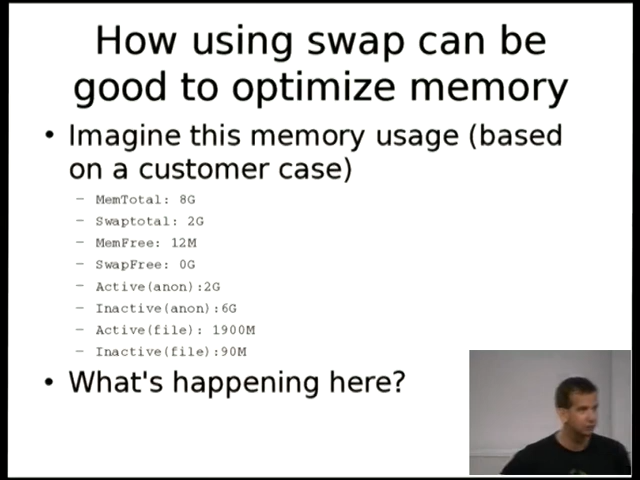 How using swap can be
good to optimize memory
• Imagine this memory usage (based
on a customer case)
– MemTotal: 8G
– Swaptotal: 2G
– MemFree: 12M
– SwapFree: 0G
– Active(anon):2G
– Inactive(anon):6G
– Active(file): 1900M
– Inactive(file):90M
• What's happening here?